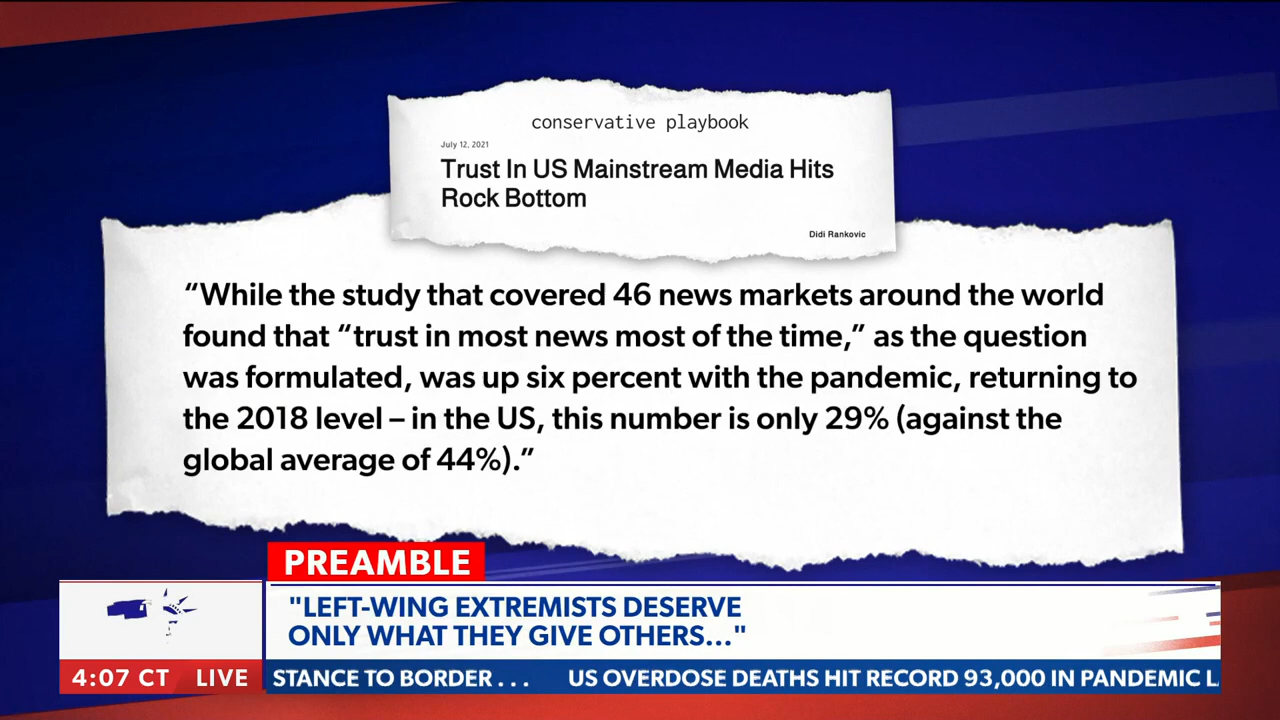 conservative playbook
July 12, 2021
Trust In US Mainstream Media Hits
Rock Bottom
Didi Rankovic
“While the study that covered 46 news markets around the world
found that “trust in most news most of the time,” as the question
was formulated, was up six percent with the pandemic, returning to
the 2018 level – in the US, this number is only 29% (against the
global average of 44%).”
PREAMBLE
"LEFT-WING EXTREMISTS DESERVE
ONLY WHAT THEY GIVE OTHERS..."
4:07 CT LIVE
STANCE TO BORDER . . . US OVERDOSE DEATHS HIT RECORD 93,000 IN PANDEMIC